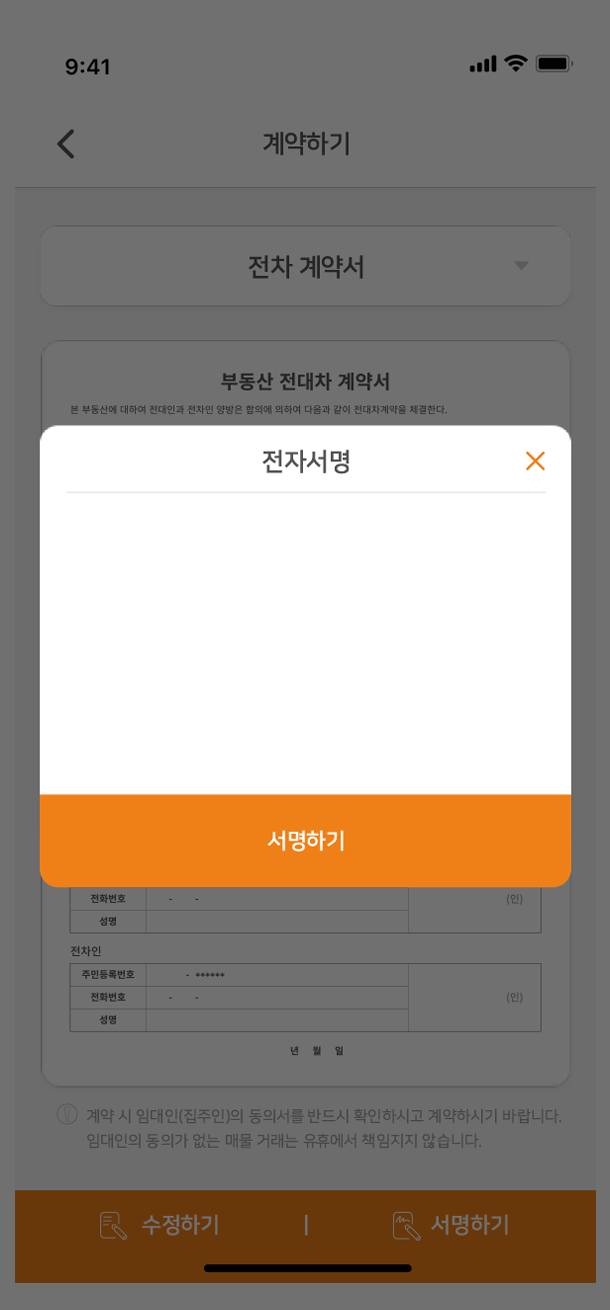 9:41
계약하기
전차 계약서
부동산 전대차 계약서
본 부동산에 대하여 전대인과 전차인 양방은 합의에 의하여 다음과 같이 전대차계약을 체결한다.
전자서명
서명하기
전화번호 - - (인)
성명
전차인
주민등록번호 - ******
전화번호 - - (인)
성명
년 월 일
계약 시 임대인(집주인)의 동의서를 반드시 확인하시고 계약하시기 바랍니다.
임대인의 동의가 없는 매물 거래는 유휴에서 책임지지 않습니다.
수정하기 | 서명하기